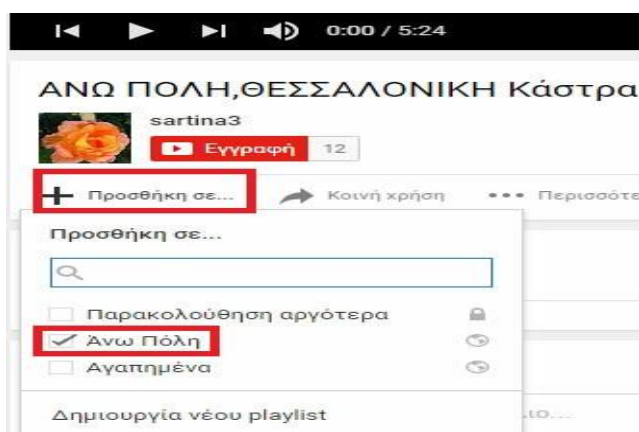 0:00 / 5:24
ΑΝΩ ΠΟΛΗ,ΘΕΣΣΑΛΟΝΙΚΗ Κάστρα
sartina3
Εγγραφή 12
Προσθήκη σε... Κοινή χρήση ••• Περισσότε
Προσθήκη σε...
Παρακολούθηση αργότερα
Άνω Πόλη
Αγαπημένα
Δημιουργία νέου playlist